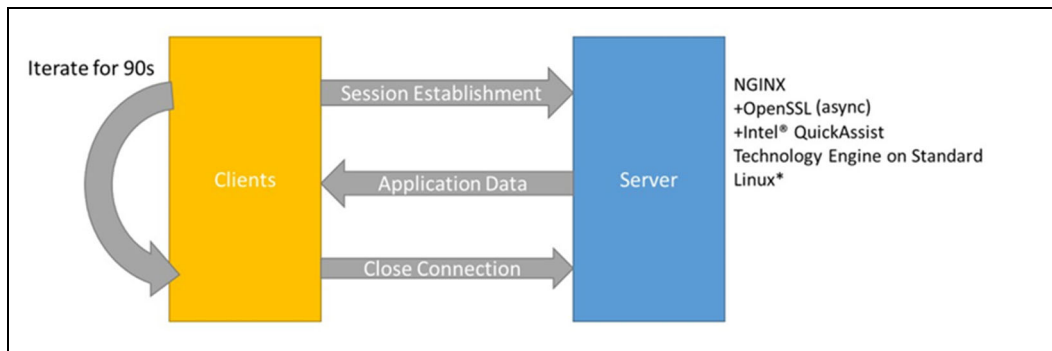 Iterate for 90s
Session Establishment
NGINX
+OpenSSL (async)
+Intel® QuickAssist
Technology Engine on Standard
Linux*
Clients
Application Data
Server
Close Connection